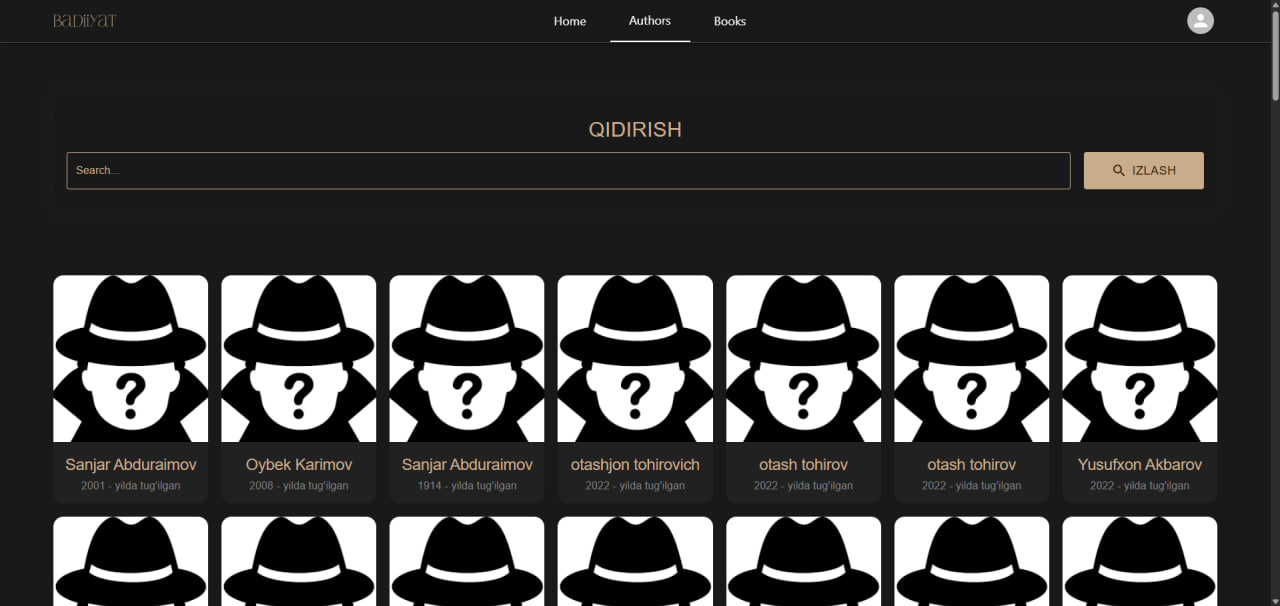 BADIIYAT
Home Authors Books
QIDIRISH
Search...
IZLASH
?
?
?
?
?
?
?
Sanjar Abduraimov
2001 - yilda tug'ilgan
Oybek Karimov
2008 - yilda tug'ilgan
Sanjar Abduraimov
1914 - yilda tug'ilgan
otashjon tohirovich
2022 - yilda tug'ilgan
otash tohirov
2022 - yilda tug'ilgan
otash tohirov
2022 - yilda tug'ilgan
Yusufxon Akbarov
2022 - yilda tug'ilgan